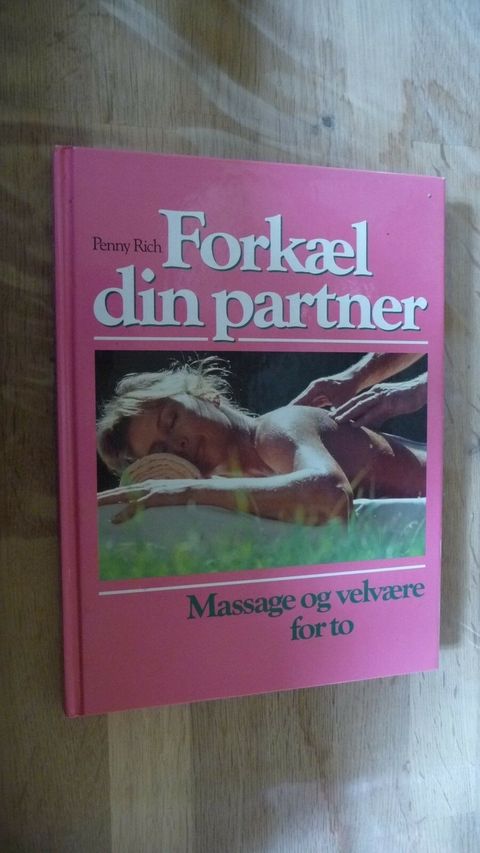 Penny Rich
Forkæl
din partner
Massage og velvære
for to